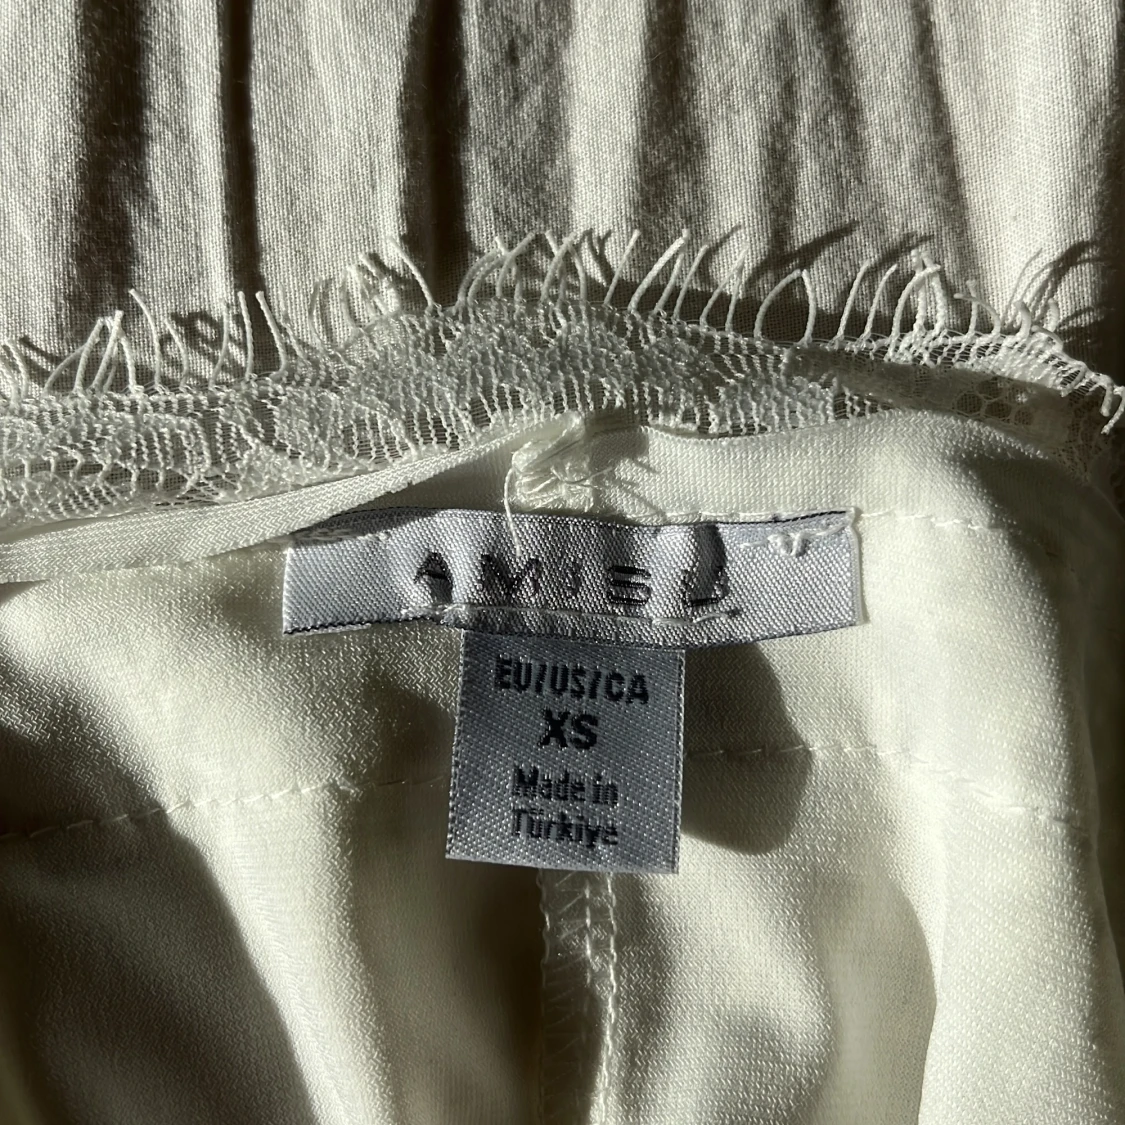 AMISU
EU/US/CA
XS
Made in
Türkiye